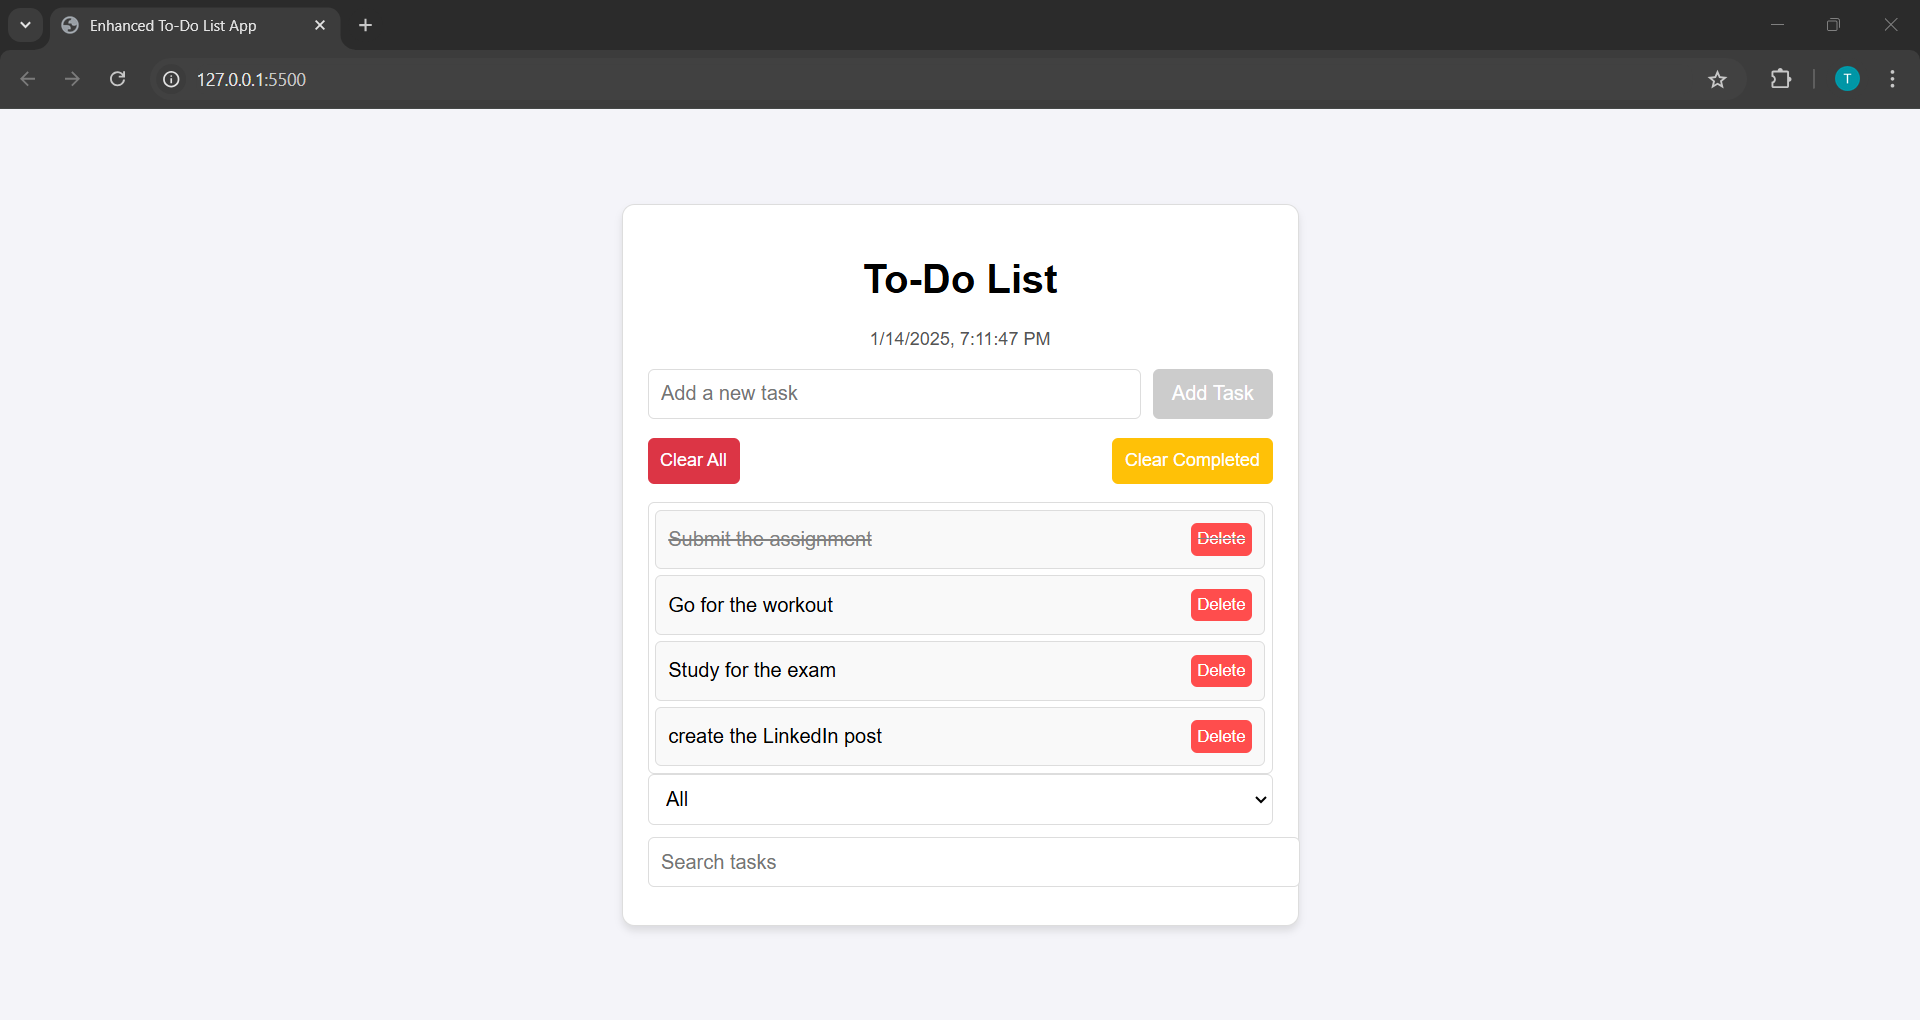 Enhanced To-Do List App
127.0.0.1:5500
T
To-Do List
1/14/2025, 7:11:47 PM
Add a new task
Add Task
Clear All
Clear Completed
Submit the assignment
Delete
Go for the workout
Delete
Study for the exam
Delete
create the LinkedIn post
Delete
All
Search tasks